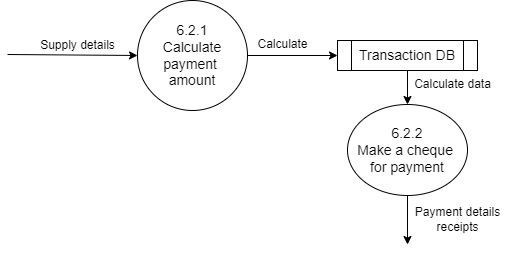 Supply details
6.2.1
Calculate
payment
amount
Calculate
Transaction DB
Calculate data
6.2.2
Make a cheque
for payment
Payment details
receipts